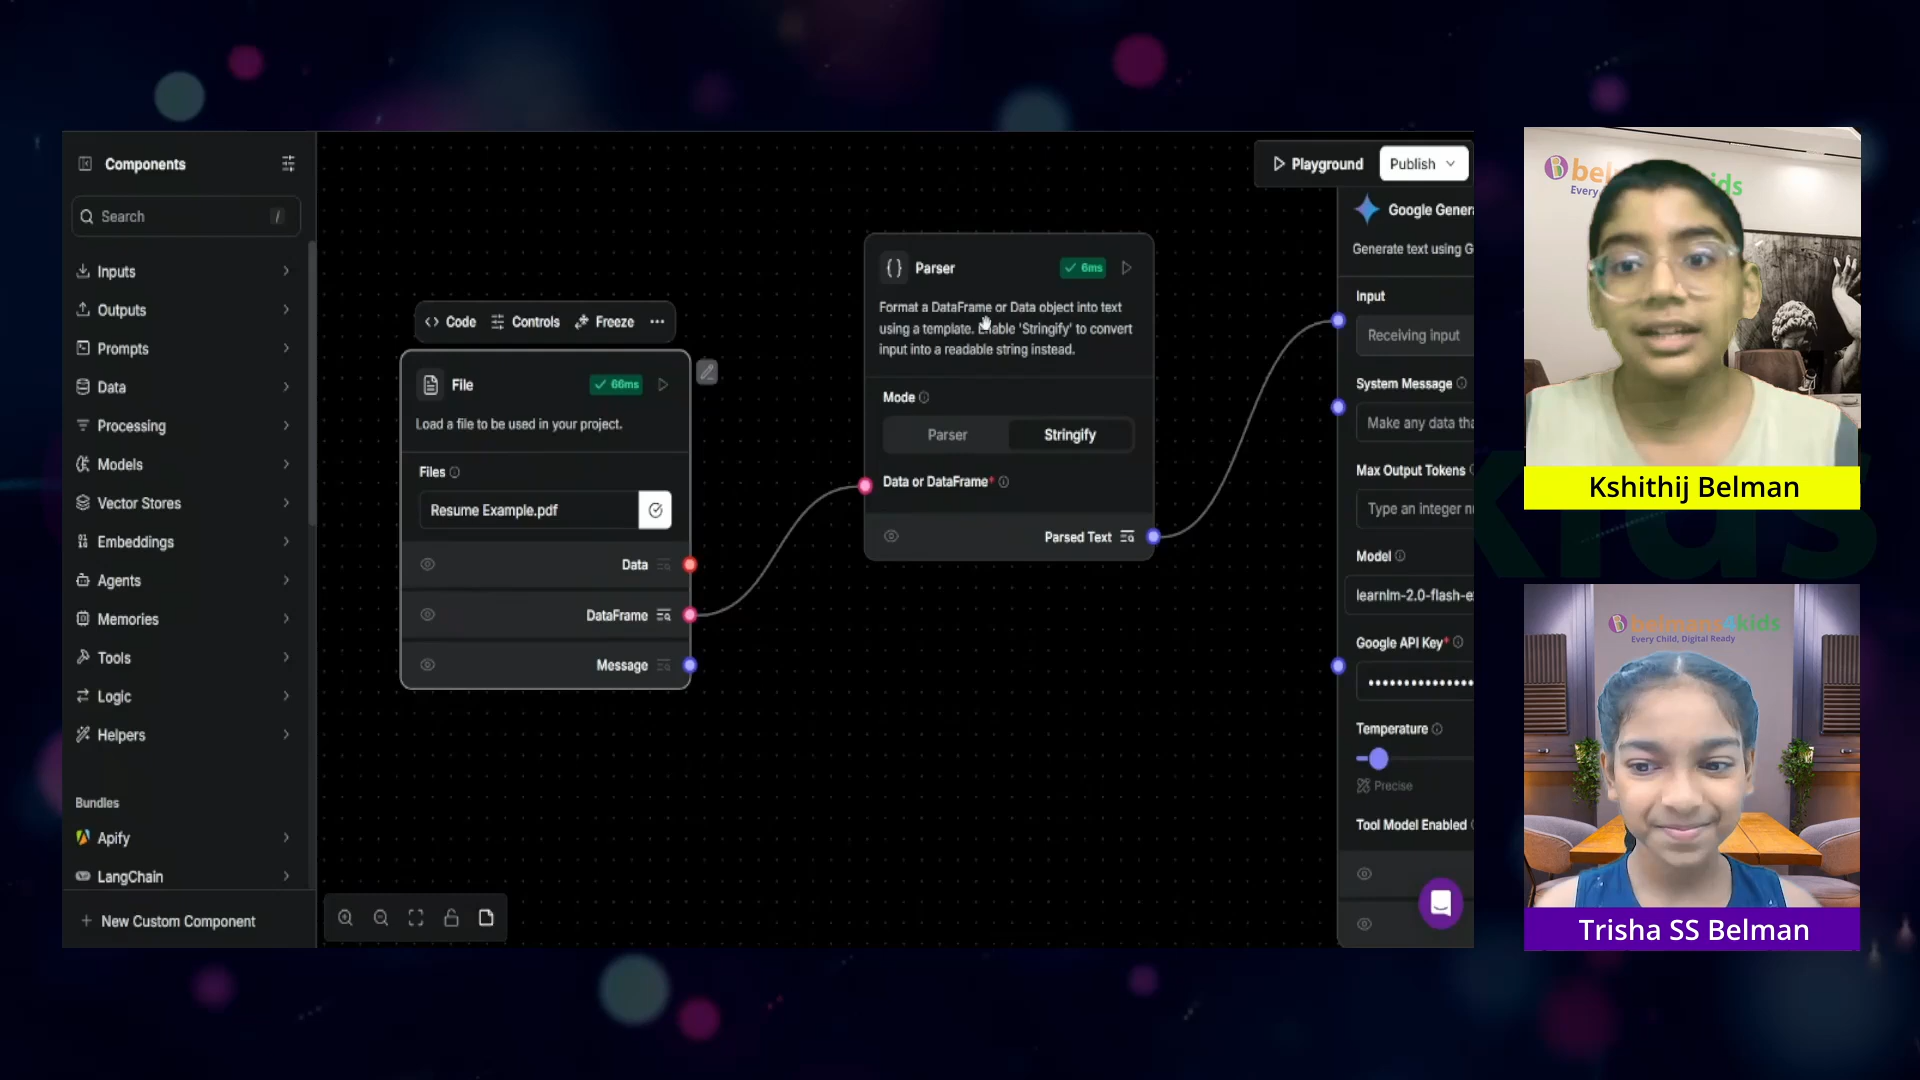 Components
Search /
Inputs
Outputs
Prompts
Data
Processing
Models
Vector Stores
Embeddings
Agents
Memories
Tools
Logic
Helpers
Bundles
Apify
LangChain
New Custom Component
Code Controls Freeze
File 66ms
Load a file to be used in your project.
Files
Resume Example.pdf
Data
DataFrame
Message
Parser 6ms
Format a DataFrame or Data object into text
using a template. Enable 'Stringify' to convert
input into a readable string instead.
Mode
Parser Stringify
Data or DataFrame*
Parsed Text
Playground Publish
Google Genera
Generate text using G
Input
Receiving input
System Message
Make any data tha
Max Output Tokens
Type an integer nu
Model
learnlm-2.0-flash-e
Google API Key*
••••••••••••••••
Temperature
Precise
Tool Model Enabled
Kshithij Belman
belmans4kids
Every Child, Digital Ready
Trisha SS Belman